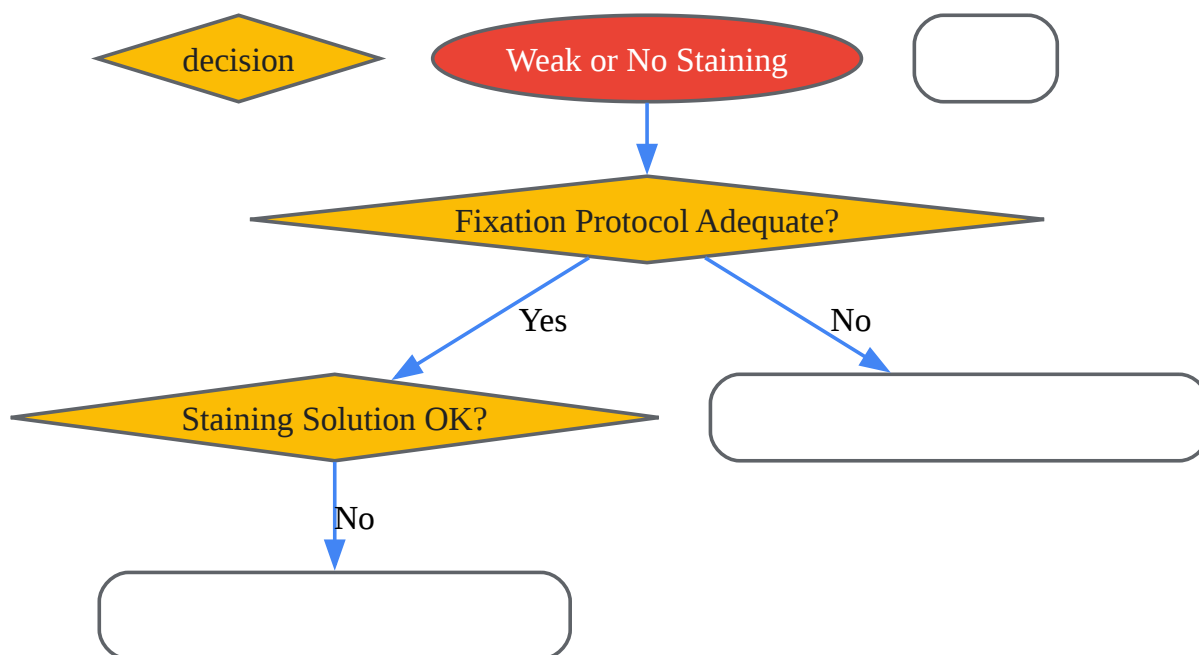 decision
Weak or No Staining
Fixation Protocol Adequate?
Yes
No
Staining Solution OK?
No